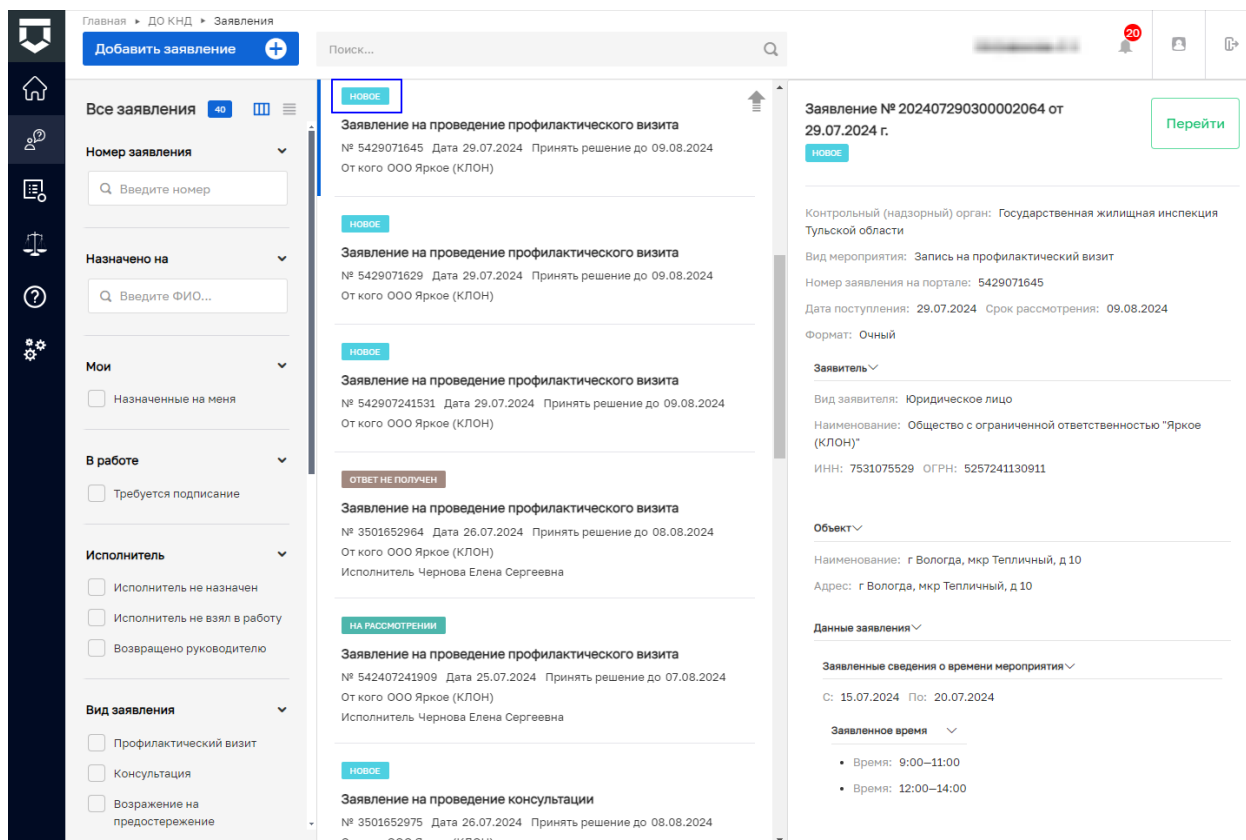 Главная ▸ ДО КНД ▸ Заявления
Добавить заявление
Поиск...
20
Все заявления 40
Номер заявления
Введите номер
Назначено на
Введите ФИО...
Мои
Назначенные на меня
В работе
Требуется подписание
Исполнитель
Исполнитель не назначен
Исполнитель не взял в работу
Возвращено руководителю
Вид заявления
Профилактический визит
Консультация
Возражение на
предостережение
НОВОЕ
Заявление на проведение профилактического визита
№ 5429071645 Дата 29.07.2024 Принять решение до 09.08.2024
От кого ООО Яркое (КЛОН)
НОВОЕ
Заявление на проведение профилактического визита
№ 5429071629 Дата 29.07.2024 Принять решение до 09.08.2024
От кого ООО Яркое (КЛОН)
НОВОЕ
Заявление на проведение профилактического визита
№ 542907241531 Дата 29.07.2024 Принять решение до 09.08.2024
От кого ООО Яркое (КЛОН)
ОТВЕТ НЕ ПОЛУЧЕН
Заявление на проведение профилактического визита
№ 3501652964 Дата 26.07.2024 Принять решение до 08.08.2024
От кого ООО Яркое (КЛОН)
Исполнитель Чернова Елена Сергеевна
НА РАССМОТРЕНИИ
Заявление на проведение профилактического визита
№ 542407241909 Дата 25.07.2024 Принять решение до 07.08.2024
От кого ООО Яркое (КЛОН)
Исполнитель Чернова Елена Сергеевна
НОВОЕ
Заявление на проведение консультации
№ 3501652975 Дата 26.07.2024 Принять решение до 08.08.2024
Заявление № 202407290300002064 от
29.07.2024 г.
НОВОЕ
Перейти
Контрольный (надзорный) орган: Государственная жилищная инспекция
Тульской области
Вид мероприятия: Запись на профилактический визит
Номер заявления на портале: 5429071645
Дата поступления: 29.07.2024 Срок рассмотрения: 09.08.2024
Формат: Очный
Заявитель
Вид заявителя: Юридическое лицо
Наименование: Общество с ограниченной ответственностью "Яркое
(КЛОН)"
ИНН: 7531075529 ОГРН: 5257241130911
Объект
Наименование: г Вологда, мкр Тепличный, д 10
Адрес: г Вологда, мкр Тепличный, д 10
Данные заявления
Заявленные сведения о времени мероприятия
С: 15.07.2024 По: 20.07.2024
Заявленное время
• Время: 9:00—11:00
• Время: 12:00—14:00